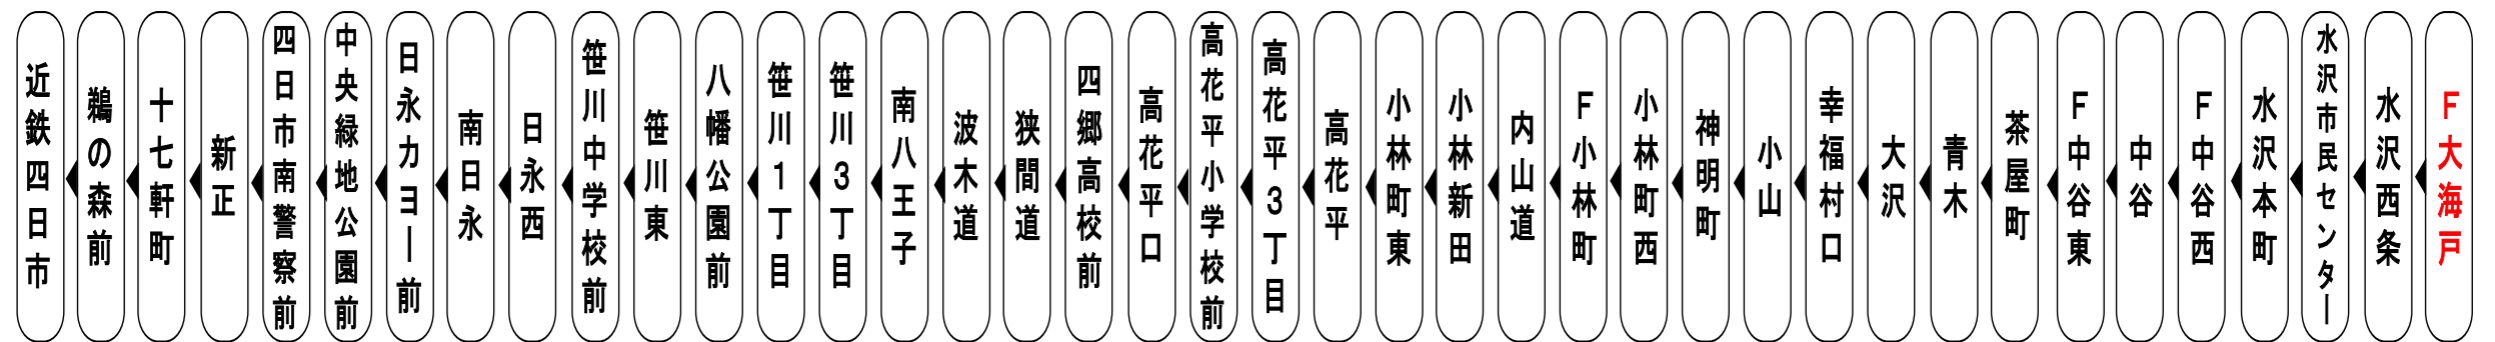 F大海戸
水沢西条
水沢市民センター
水沢本町
F中谷西
中谷
F中谷東
茶屋町
青木
大沢
幸福村口
小山
神明町
小林町西
F小林町
内山道
小林新田
小林町東
高花平
高花平3丁目
高花平小学校前
高花平口
四郷高校前
狭間道
波木道
南八王子
笹川3丁目
笹川1丁目
八幡公園前
笹川東
笹川中学校前
日永西
南日永
日永カヨー前
中央緑地公園前
四日市南警察前
新正
十七軒町
鵜の森前
近鉄四日市